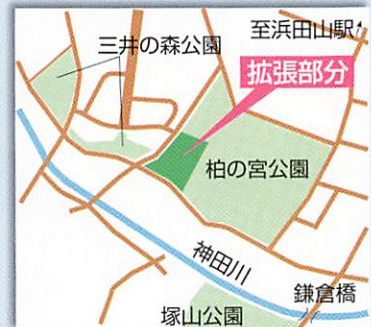 至浜田山駅
三井の森公園
拡張部分
柏の宮公園
神田川
鎌倉橋
塚山公園